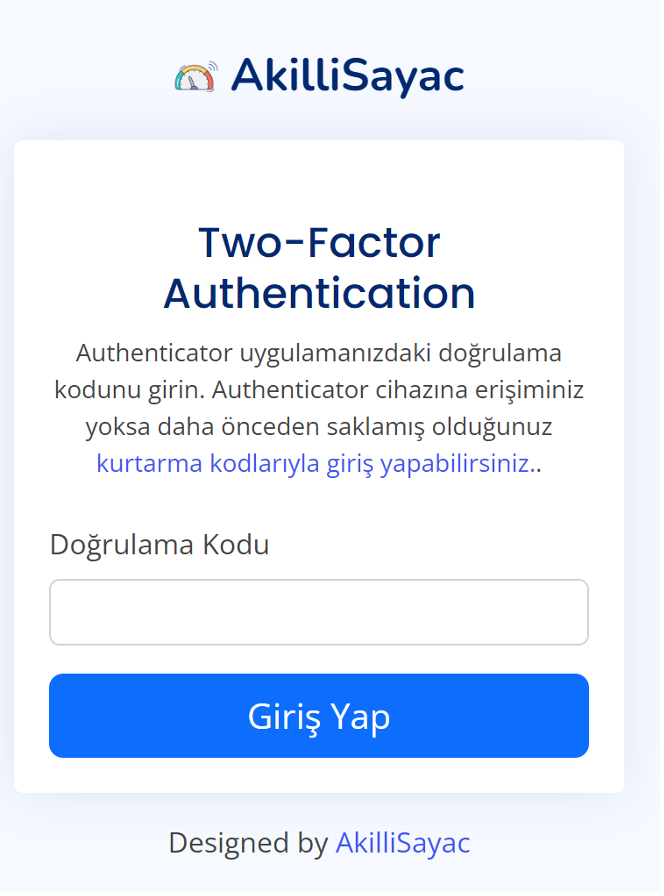 AkilliSayac
Two-Factor
Authentication
Authenticator uygulamanızdaki doğrulama
kodunu girin. Authenticator cihazına erişiminiz
yoksa daha önceden saklamış olduğunuz
kurtarma kodlarıyla giriş yapabilirsiniz..
Doğrulama Kodu
Giriş Yap
Designed by AkilliSayac